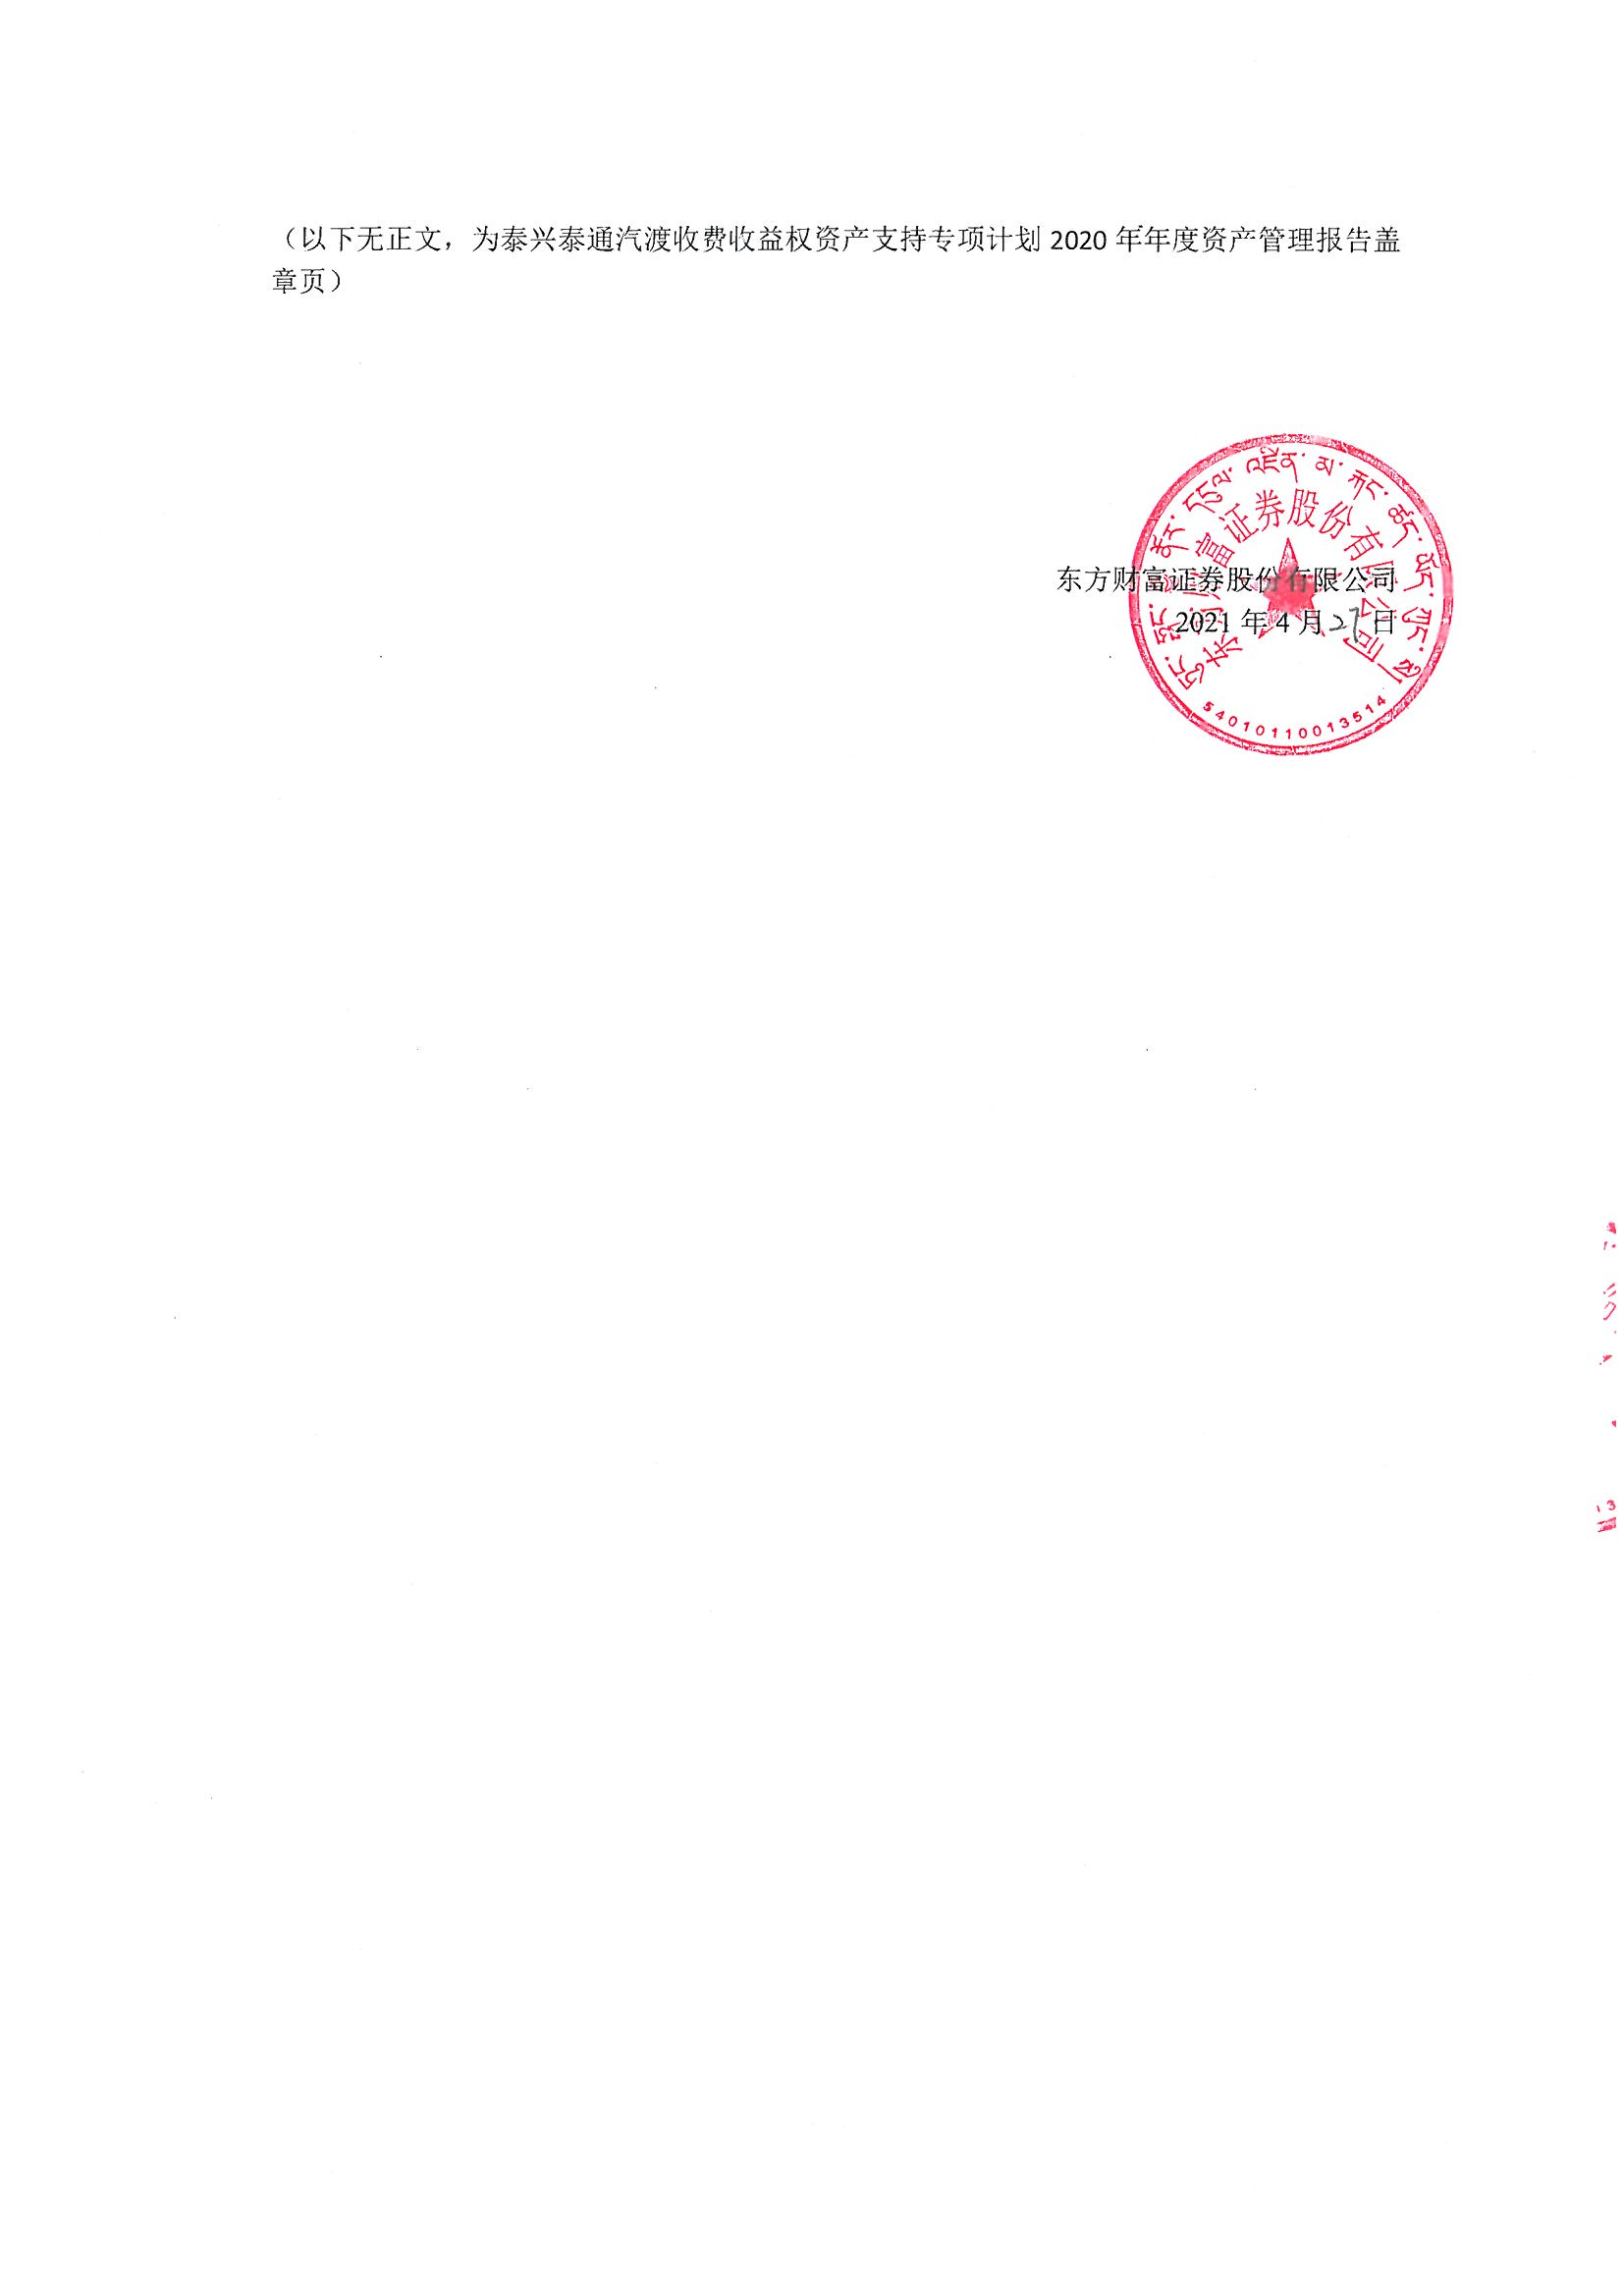 （以下无正文，为泰兴泰通汽渡收费收益权资产支持专项计划 2020 年年度资产管理报告盖
章页）
东方财富证券股份有限公司
2021 年 4 月 27 日
东方财富证券股份有限公司
54010110013514
13